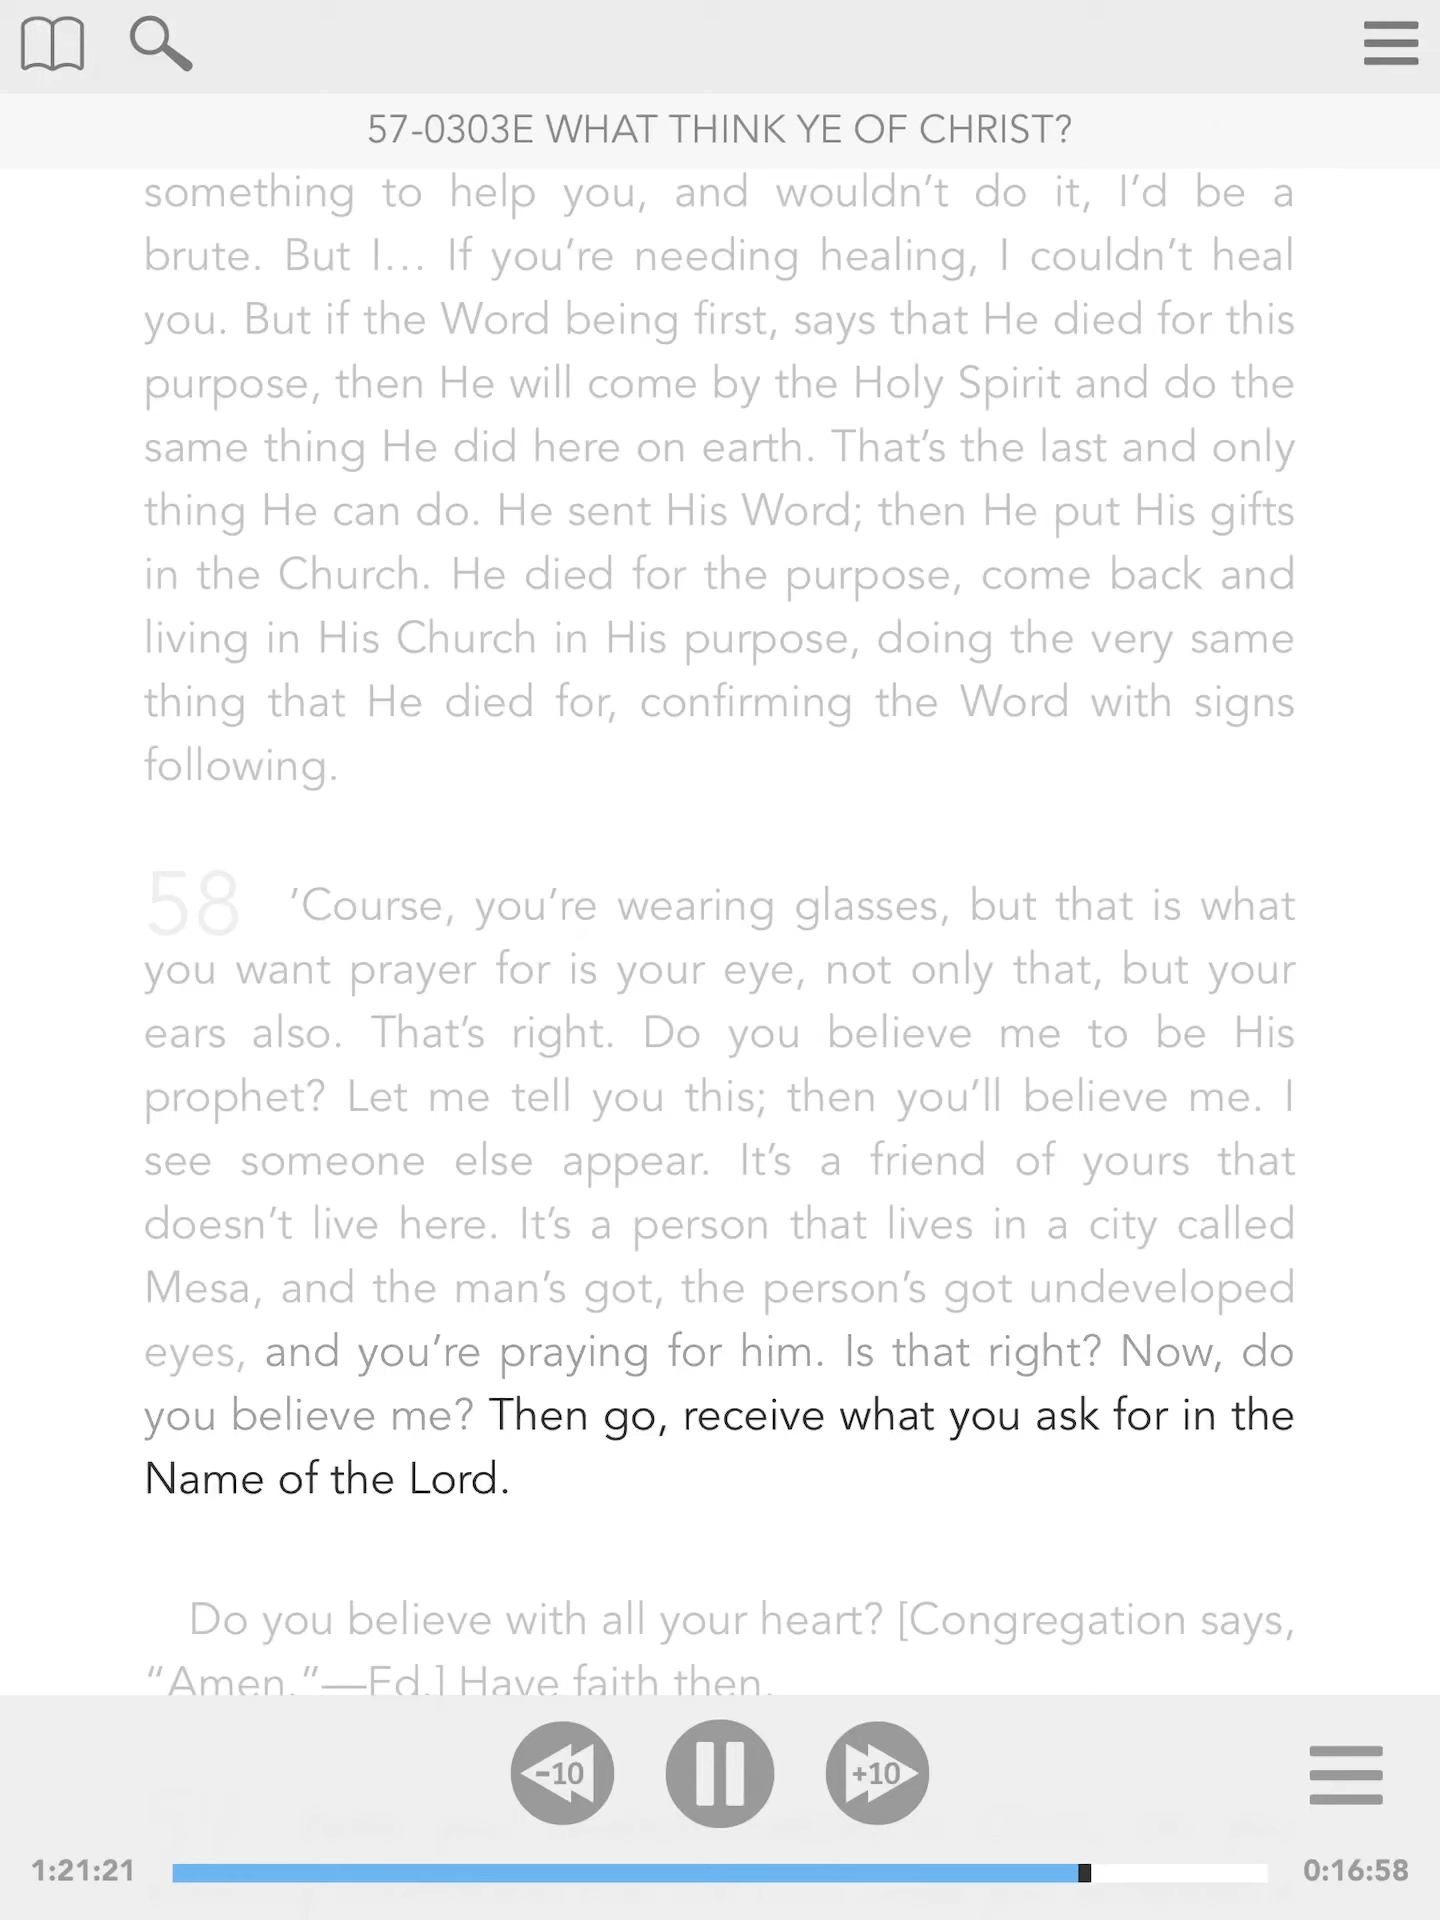 57-0303E WHAT THINK YE OF CHRIST?
something to help you, and wouldn’t do it, I’d be a
brute. But I… If you’re needing healing, I couldn’t heal
you. But if the Word being first, says that He died for this
purpose, then He will come by the Holy Spirit and do the
same thing He did here on earth. That’s the last and only
thing He can do. He sent His Word; then He put His gifts
in the Church. He died for the purpose, come back and
living in His Church in His purpose, doing the very same
thing that He died for, confirming the Word with signs
following.
58 ’Course, you’re wearing glasses, but that is what
you want prayer for is your eye, not only that, but your
ears also. That’s right. Do you believe me to be His
prophet? Let me tell you this; then you’ll believe me. I
see someone else appear. It’s a friend of yours that
doesn’t live here. It’s a person that lives in a city called
Mesa, and the man’s got, the person’s got undeveloped
eyes, and you’re praying for him. Is that right? Now, do
you believe me? Then go, receive what you ask for in the
Name of the Lord.
Do you believe with all your heart? [Congregation says,
“Amen.”—Ed.] Have faith then.
-10 +10
1:21:21 0:16:58